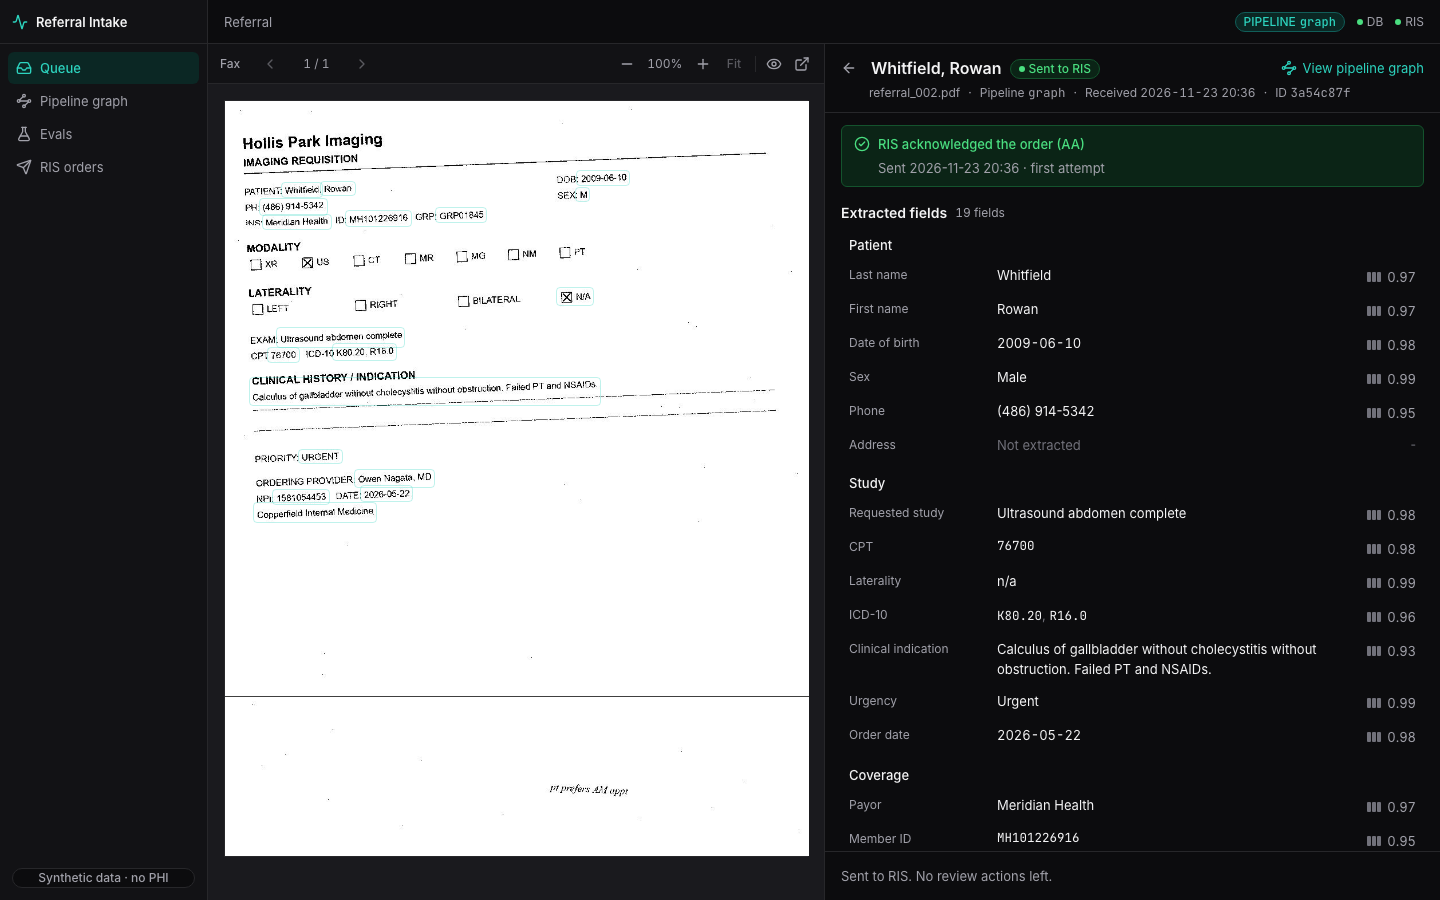 Referral Intake
Referral
PIPELINE graph
DB
RIS
Queue
Pipeline graph
Evals
RIS orders
Synthetic data · no PHI
Fax
1 / 1
100%
Fit
Hollis Park Imaging
IMAGING REQUISITION
PATIENT: Whitfield, Rowan
DOB: 2009-06-10
PH: (486) 914-5342
SEX: M
INS: Meridian Health ID: MH101226916 GRP: GRP01845
MODALITY
XR US CT MR MG NM PT
LATERALITY
LEFT RIGHT BILATERAL N/A
EXAM: Ultrasound abdomen complete
CPT: 76700 ICD-10: K80.20, R16.0
CLINICAL HISTORY / INDICATION
Calculus of gallbladder without cholecystitis without obstruction. Failed PT and NSAIDs.
PRIORITY: URGENT
ORDERING PROVIDER: Owen Nagata, MD
NPI: 1581054453 DATE: 2026-05-22
Copperfield Internal Medicine
pt prefers AM appt
Whitfield, Rowan
Sent to RIS
View pipeline graph
referral_002.pdf · Pipeline graph · Received 2026-11-23 20:36 · ID 3a54c87f
RIS acknowledged the order (AA)
Sent 2026-11-23 20:36 · first attempt
Extracted fields 19 fields
Patient
Last name Whitfield 0.97
First name Rowan 0.97
Date of birth 2009-06-10 0.98
Sex Male 0.99
Phone (486) 914-5342 0.95
Address Not extracted -
Study
Requested study Ultrasound abdomen complete 0.98
CPT 76700 0.98
Laterality n/a 0.99
ICD-10 K80.20, R16.0 0.96
Clinical indication Calculus of gallbladder without cholecystitis without 0.93
obstruction. Failed PT and NSAIDs.
Urgency Urgent 0.99
Order date 2026-05-22 0.98
Coverage
Payor Meridian Health 0.97
Member ID MH101226916 0.95
Sent to RIS. No review actions left.